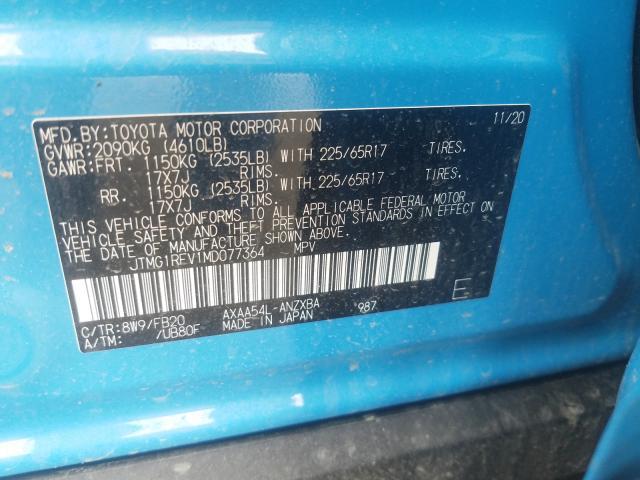 MFD. BY: TOYOTA MOTOR CORPORATION 11/20
GVWR: 2090KG (4610LB)
GAWR: FRT. 1150KG (2535LB) WITH 225/65R17 TIRES.
17X7J RIMS.
RR. 1150KG (2535LB) WITH 225/65R17 TIRES.
17X7J RIMS.
THIS VEHICLE CONFORMS TO ALL APPLICABLE FEDERAL MOTOR
VEHICLE SAFETY AND THEFT PREVENTION STANDARDS IN EFFECT ON
THE DATE OF MANUFACTURE SHOWN ABOVE.
JTMG1REV1MD077364 MPV
C/TR: 8W9/FB20 AXAA54L-ANZXBA 987 E
A/TM: /UB80F MADE IN JAPAN